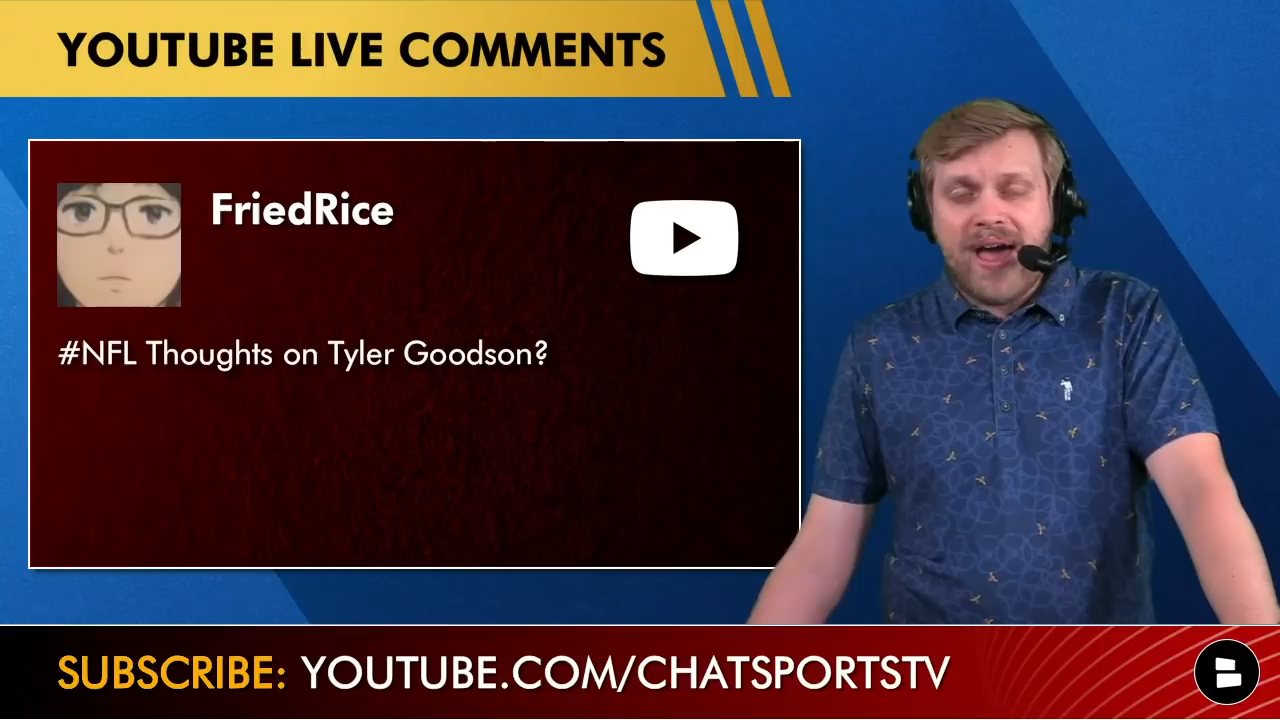 YOUTUBE LIVE COMMENTS
FriedRice
#NFL Thoughts on Tyler Goodson?
SUBSCRIBE: YOUTUBE.COM/CHATSPORTSTV